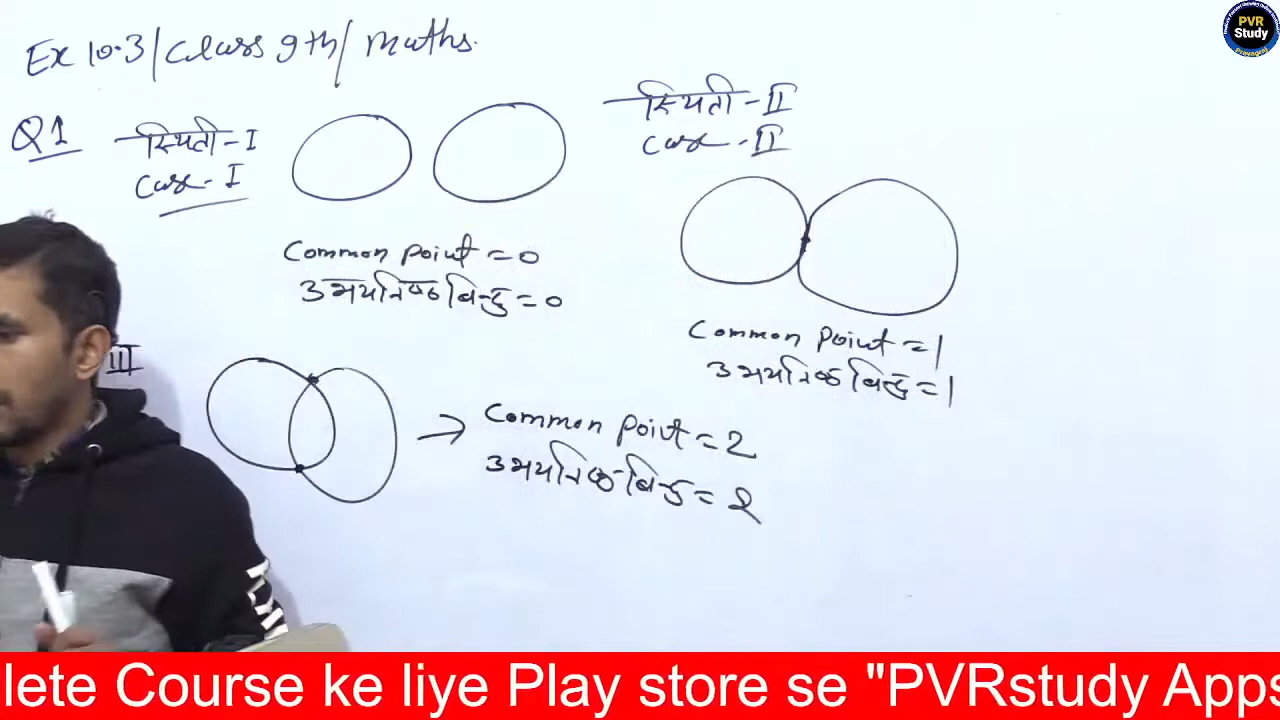 Ex 10.3/Class 9th/Maths.
Q1
स्थिती-I
Case-I
स्थिती-II
Case-II
Common point = 0
उभयनिष्ठ बिन्दु = 0
Common point = 1
उभयनिष्ठ बिन्दु = 1
III
Common point = 2
उभयनिष्ठ बिन्दु = 2
PVR
Study
Prayagraj
lete Course ke liye Play store se "PVRstudy Apps